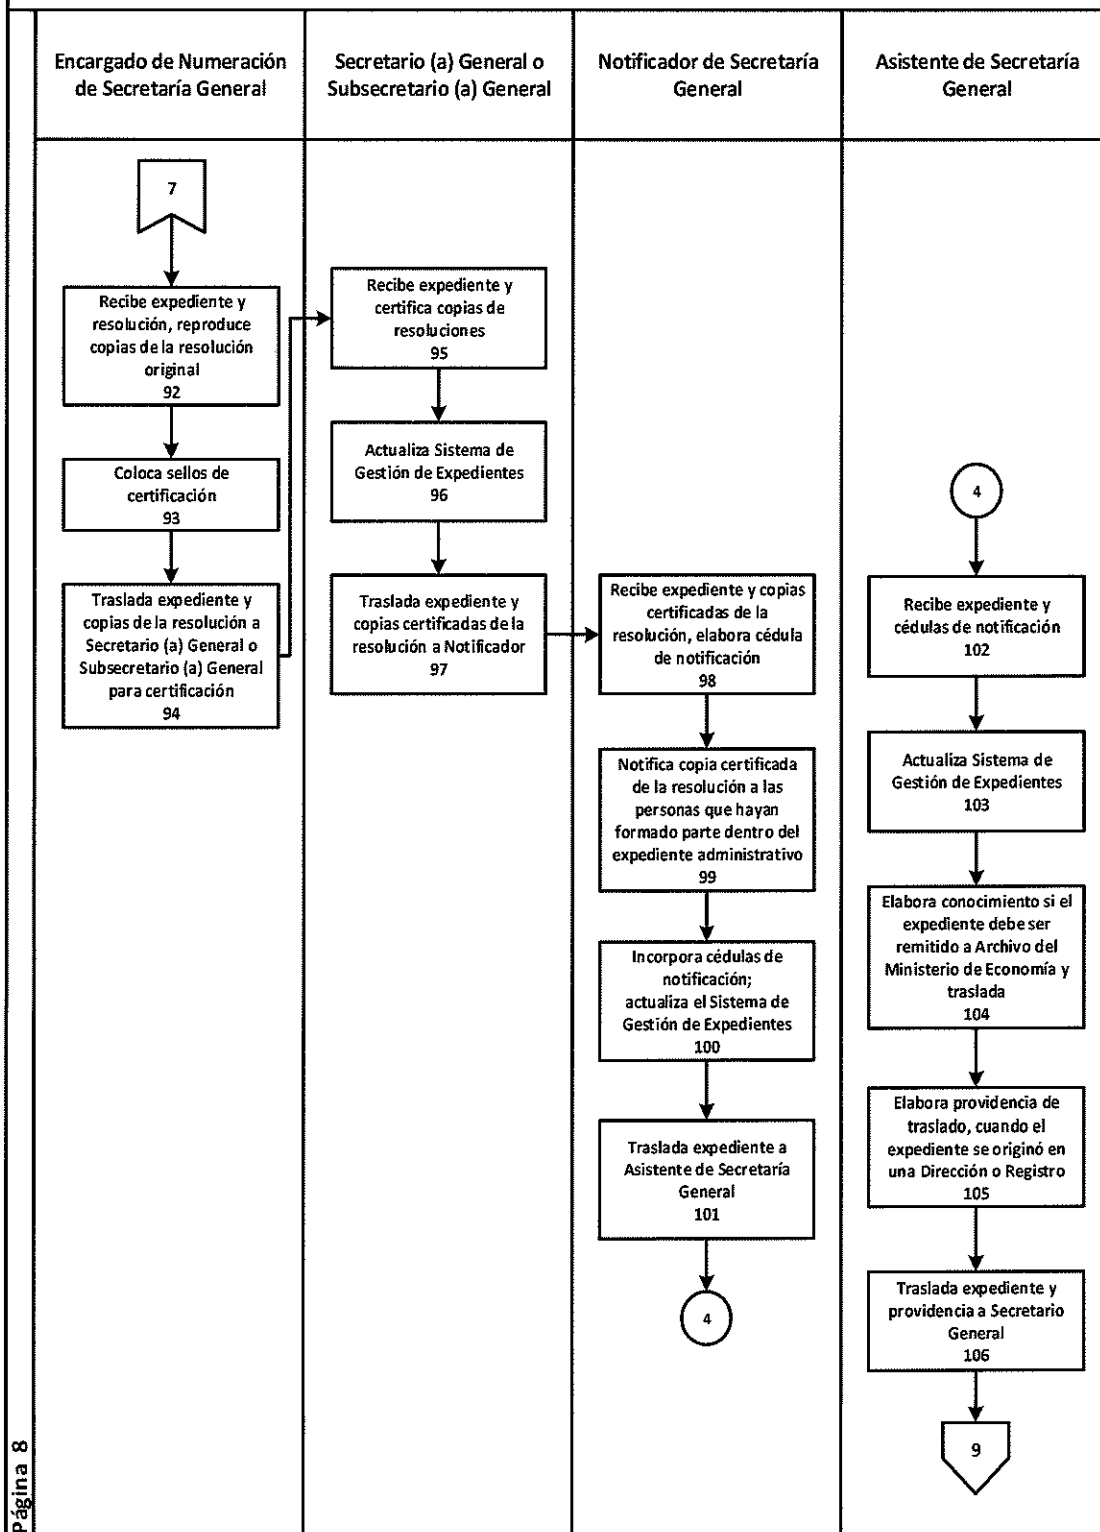 Encargado de Numeración
de Secretaría General
Secretario (a) General o
Subsecretario (a) General
Notificador de Secretaría
General
Asistente de Secretaría
General
7
Recibe expediente y
resolución, reproduce
copias de la resolución
original
92
Coloca sellos de
certificación
93
Traslada expediente y
copias de la resolución a
Secretario (a) General o
Subsecretario (a) General
para certificación
94
Recibe expediente y
certifica copias de
resoluciones
95
Actualiza Sistema de
Gestión de Expedientes
96
Traslada expediente y
copias certificadas de la
resolución a Notificador
97
Recibe expediente y copias
certificadas de la
resolución, elabora cédula
de notificación
98
Notifica copia certificada
de la resolución a las
personas que hayan
formado parte dentro del
expediente administrativo
99
Incorpora cédulas de
notificación;
actualiza el Sistema de
Gestión de Expedientes
100
Traslada expediente a
Asistente de Secretaría
General
101
4
4
Recibe expediente y
cédulas de notificación
102
Actualiza Sistema de
Gestión de Expedientes
103
Elabora conocimiento si el
expediente debe ser
remitido a Archivo del
Ministerio de Economía y
traslada
104
Elabora providencia de
traslado, cuando el
expediente se originó en
una Dirección o Registro
105
Traslada expediente y
providencia a Secretario
General
106
9
Página 8